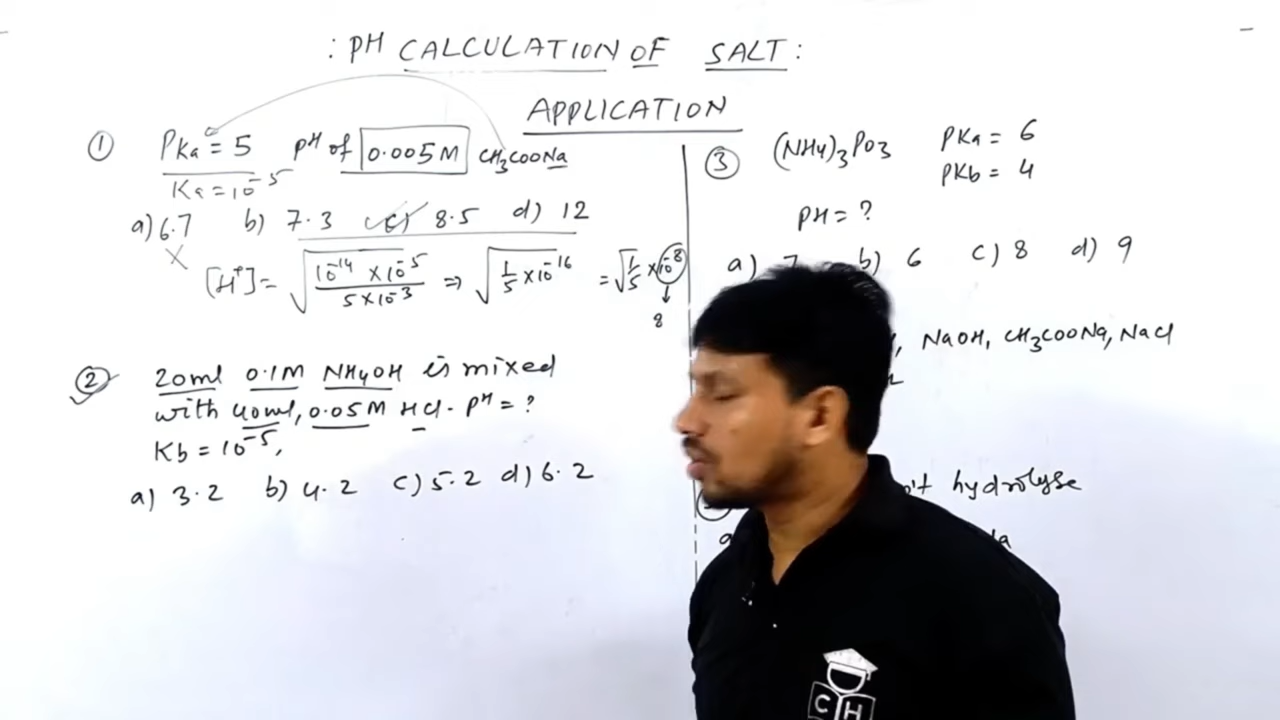 : PH CALCULATION OF SALT :
APPLICATION
① PKa = 5 pH of 0.005M CH3COONa
Ka = 10^-5
a) 6.7 b) 7.3 c) 8.5 d) 12
[H+] = √(10^-14 × 10^-5 / 5×10^-3) ⇒ √(1/5 × 10^-16) = √(1/5) × 10^-8
8
② 20ml 0.1M NH4OH is mixed
with 40ml, 0.05M HCl. PH = ?
Kb = 10^-5,
a) 3.2 b) 4.2 c) 5.2 d) 6.2
③ (NH4)3PO3 PKa = 6
PKb = 4
PH = ?
a) 7 b) 6 c) 8 d) 9
, NaOH, CH3COONa, NaCl
hydrolyse
CH